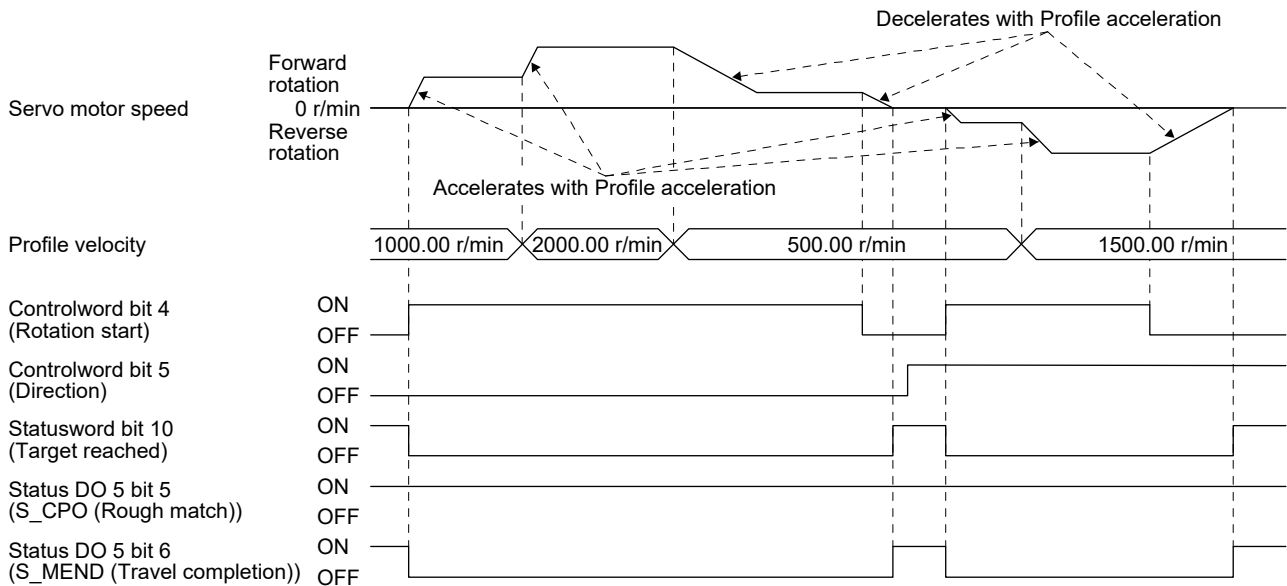 Decelerates with Profile acceleration
Forward
rotation
Servo motor speed
0 r/min
Reverse
rotation
Accelerates with Profile acceleration
Profile velocity
1000.00 r/min
2000.00 r/min
500.00 r/min
1500.00 r/min
Controlword bit 4
(Rotation start)
ON
OFF
Controlword bit 5
(Direction)
ON
OFF
Statusword bit 10
(Target reached)
ON
OFF
Status DO 5 bit 5
(S_CPO (Rough match))
ON
OFF
Status DO 5 bit 6
(S_MEND (Travel completion))
ON
OFF